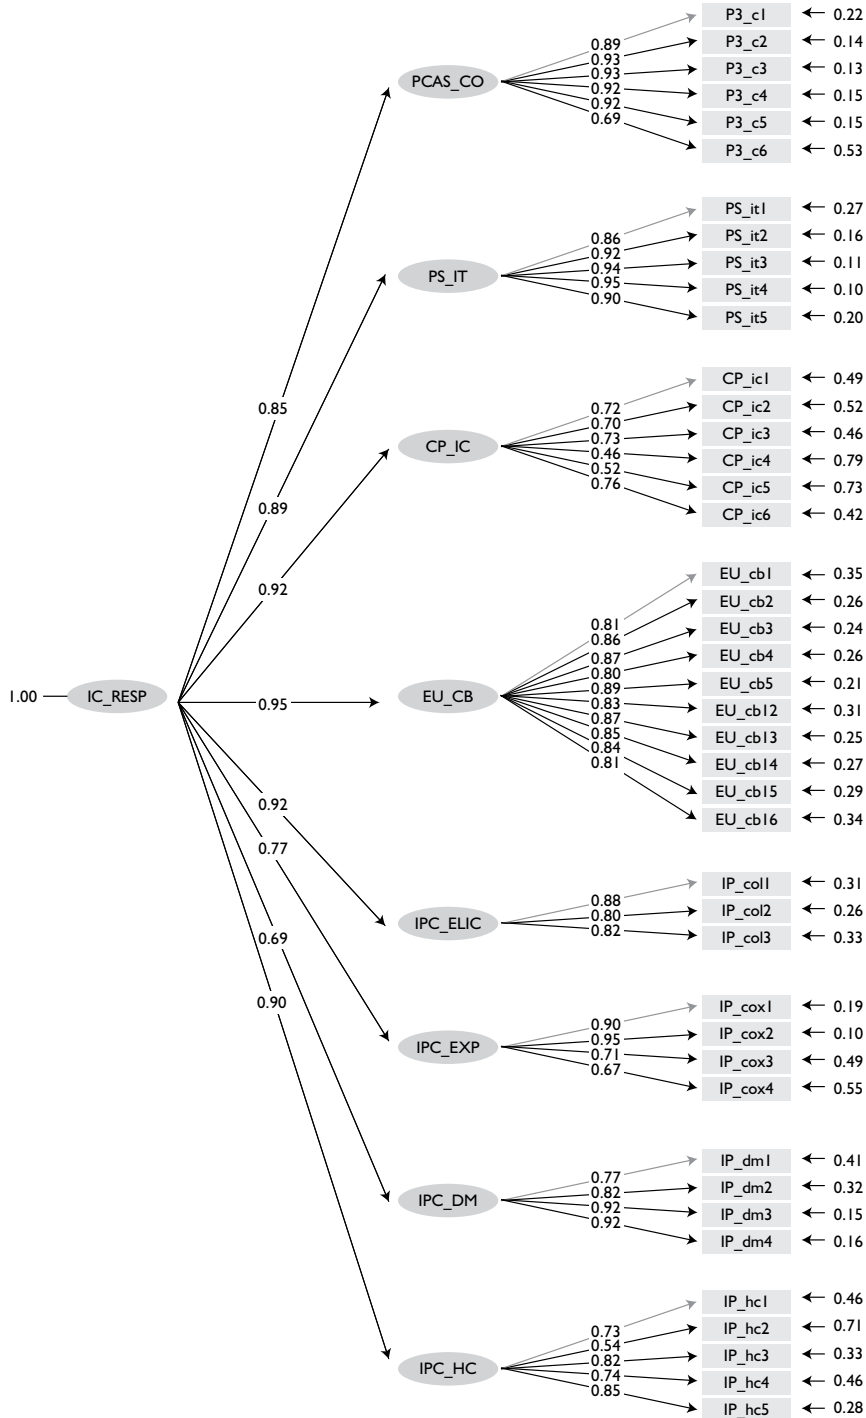 P3_c1 0.22
0.89 P3_c2 0.14
0.93 P3_c3 0.13
PCAS_CO 0.93
0.92 P3_c4 0.15
0.92 P3_c5 0.15
0.69 P3_c6 0.53
PS_it1 0.27
0.86 PS_it2 0.16
0.92 PS_it3 0.11
PS_IT 0.94
0.95 PS_it4 0.10
0.90 PS_it5 0.20
CP_ic1 0.49
0.85 0.72 CP_ic2 0.52
0.70 CP_ic3 0.46
CP_IC 0.73
0.46 CP_ic4 0.79
0.52 CP_ic5 0.73
0.76 CP_ic6 0.42
0.89
EU_cb1 0.35
0.92 EU_cb2 0.26
0.81 EU_cb3 0.24
0.86
0.87 EU_cb4 0.26
0.80 EU_cb5 0.21
1.00 IC_RESP 0.95 EU_CB 0.89
0.83 EU_cb12 0.31
0.87 EU_cb13 0.25
0.85 EU_cb14 0.27
0.84 EU_cb15 0.29
0.81 EU_cb16 0.34
0.92
0.77
IP_col1 0.31
0.88 IP_col2 0.26
IPC_ELIC 0.80
0.82 IP_col3 0.33
0.69
0.90 IP_cox1 0.19
0.90 IP_cox2 0.10
IPC_EXP 0.95
0.71 IP_cox3 0.49
0.67 IP_cox4 0.55
IP_dm1 0.41
0.77 IP_dm2 0.32
IPC_DM 0.82
0.92 IP_dm3 0.15
0.92 IP_dm4 0.16
IP_hc1 0.46
0.73 IP_hc2 0.71
0.54 IP_hc3 0.33
IPC_HC 0.82
0.74 IP_hc4 0.46
0.85 IP_hc5 0.28